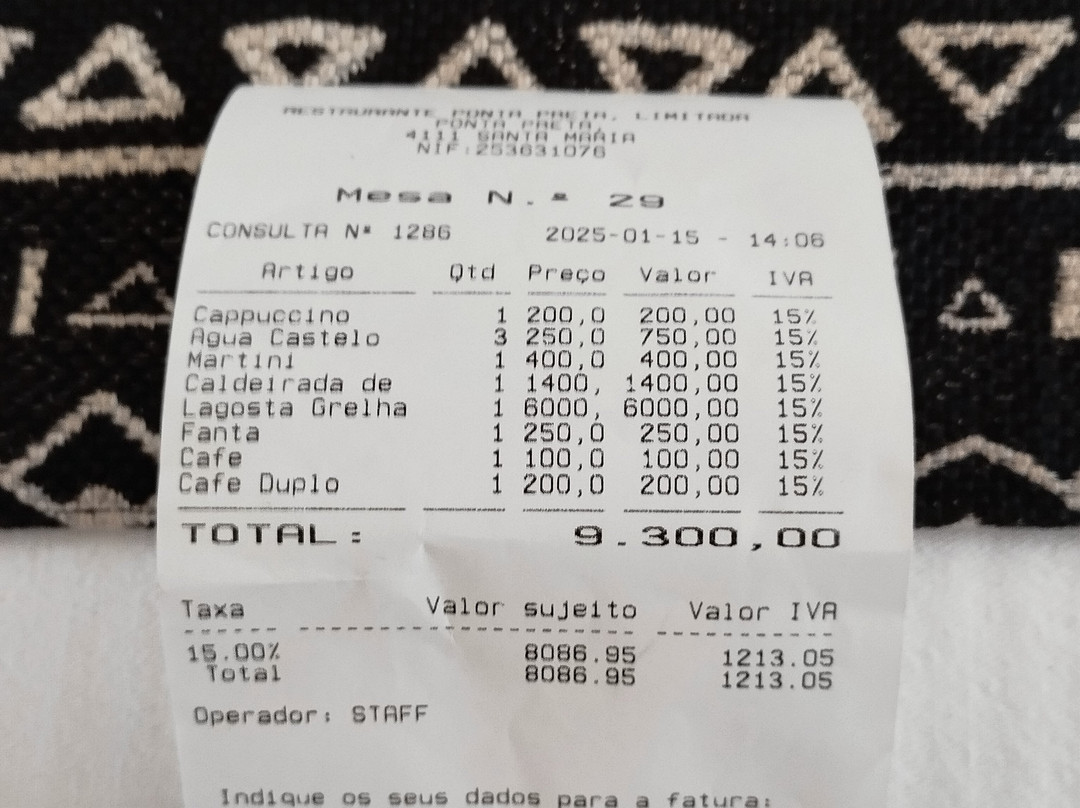 RESTAURANTE PONTA PRETA, LIMITADA
PONTA PRETA,
4111 SANTA MARIA
NIF:253631076
Mesa N.º 29
CONSULTA Nº 1286 2025-01-15 - 14:06
Artigo Qtd Preço Valor IVA
Cappuccino 1 200,0 200,00 15%
Agua Castelo 3 250,0 750,00 15%
Martini 1 400,0 400,00 15%
Caldeirada de 1 1400, 1400,00 15%
Lagosta Grelha 1 6000, 6000,00 15%
Fanta 1 250,0 250,00 15%
Cafe 1 100,0 100,00 15%
Cafe Duplo 1 200,0 200,00 15%
TOTAL: 9.300,00
Taxa Valor sujeito Valor IVA
15.00% 8086.95 1213.05
Total 8086.95 1213.05
Operador: STAFF
Indique os seus dados para a fatura: